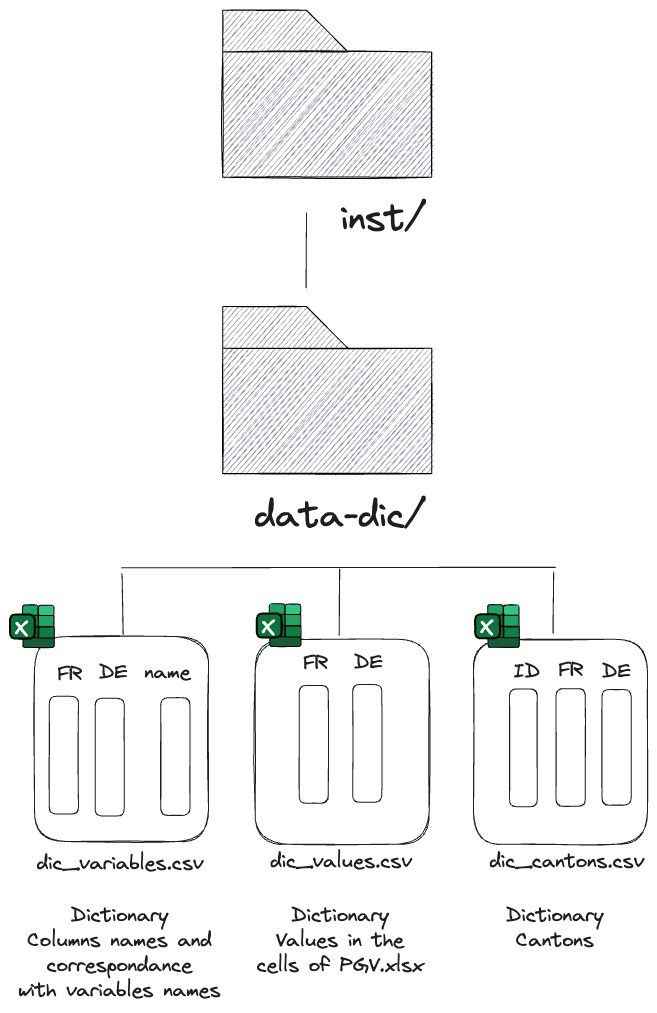 inst/
data-dic/
X
X
X
FR DE name
FR DE
ID FR DE
dic_variables.csv
dic_values.csv
dic_cantons.csv
Dictionary
Columns names and
correspondance
with variables names
Dictionary
Values in the
cells of PGV.xlsx
Dictionary
Cantons